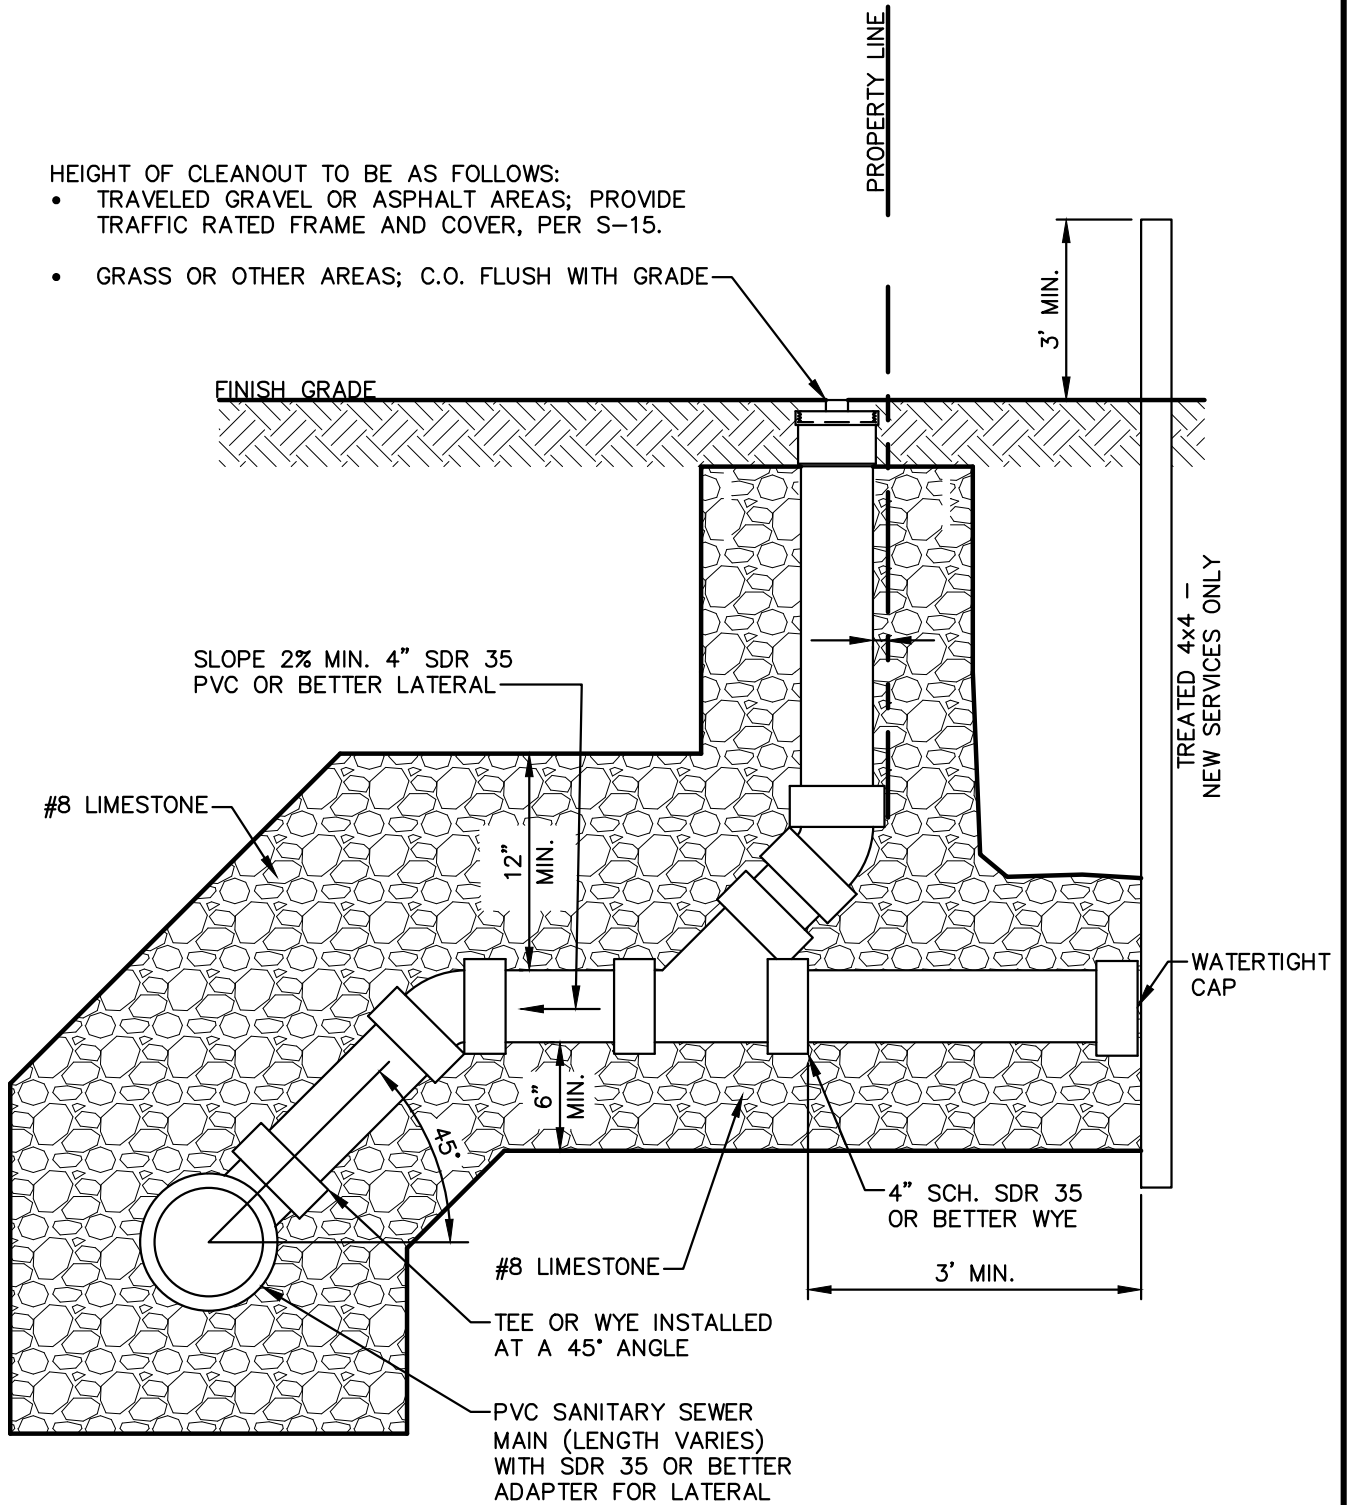 PROPERTY LINE
HEIGHT OF CLEANOUT TO BE AS FOLLOWS:
• TRAVELED GRAVEL OR ASPHALT AREAS; PROVIDE
TRAFFIC RATED FRAME AND COVER, PER S-15.
• GRASS OR OTHER AREAS; C.O. FLUSH WITH GRADE
3' MIN.
FINISH GRADE
TREATED 4x4 -
NEW SERVICES ONLY
SLOPE 2% MIN. 4" SDR 35
PVC OR BETTER LATERAL
#8 LIMESTONE
12"
MIN.
WATERTIGHT
CAP
6"
MIN.
45°
4" SCH. SDR 35
OR BETTER WYE
#8 LIMESTONE
3' MIN.
TEE OR WYE INSTALLED
AT A 45° ANGLE
PVC SANITARY SEWER
MAIN (LENGTH VARIES)
WITH SDR 35 OR BETTER
ADAPTER FOR LATERAL